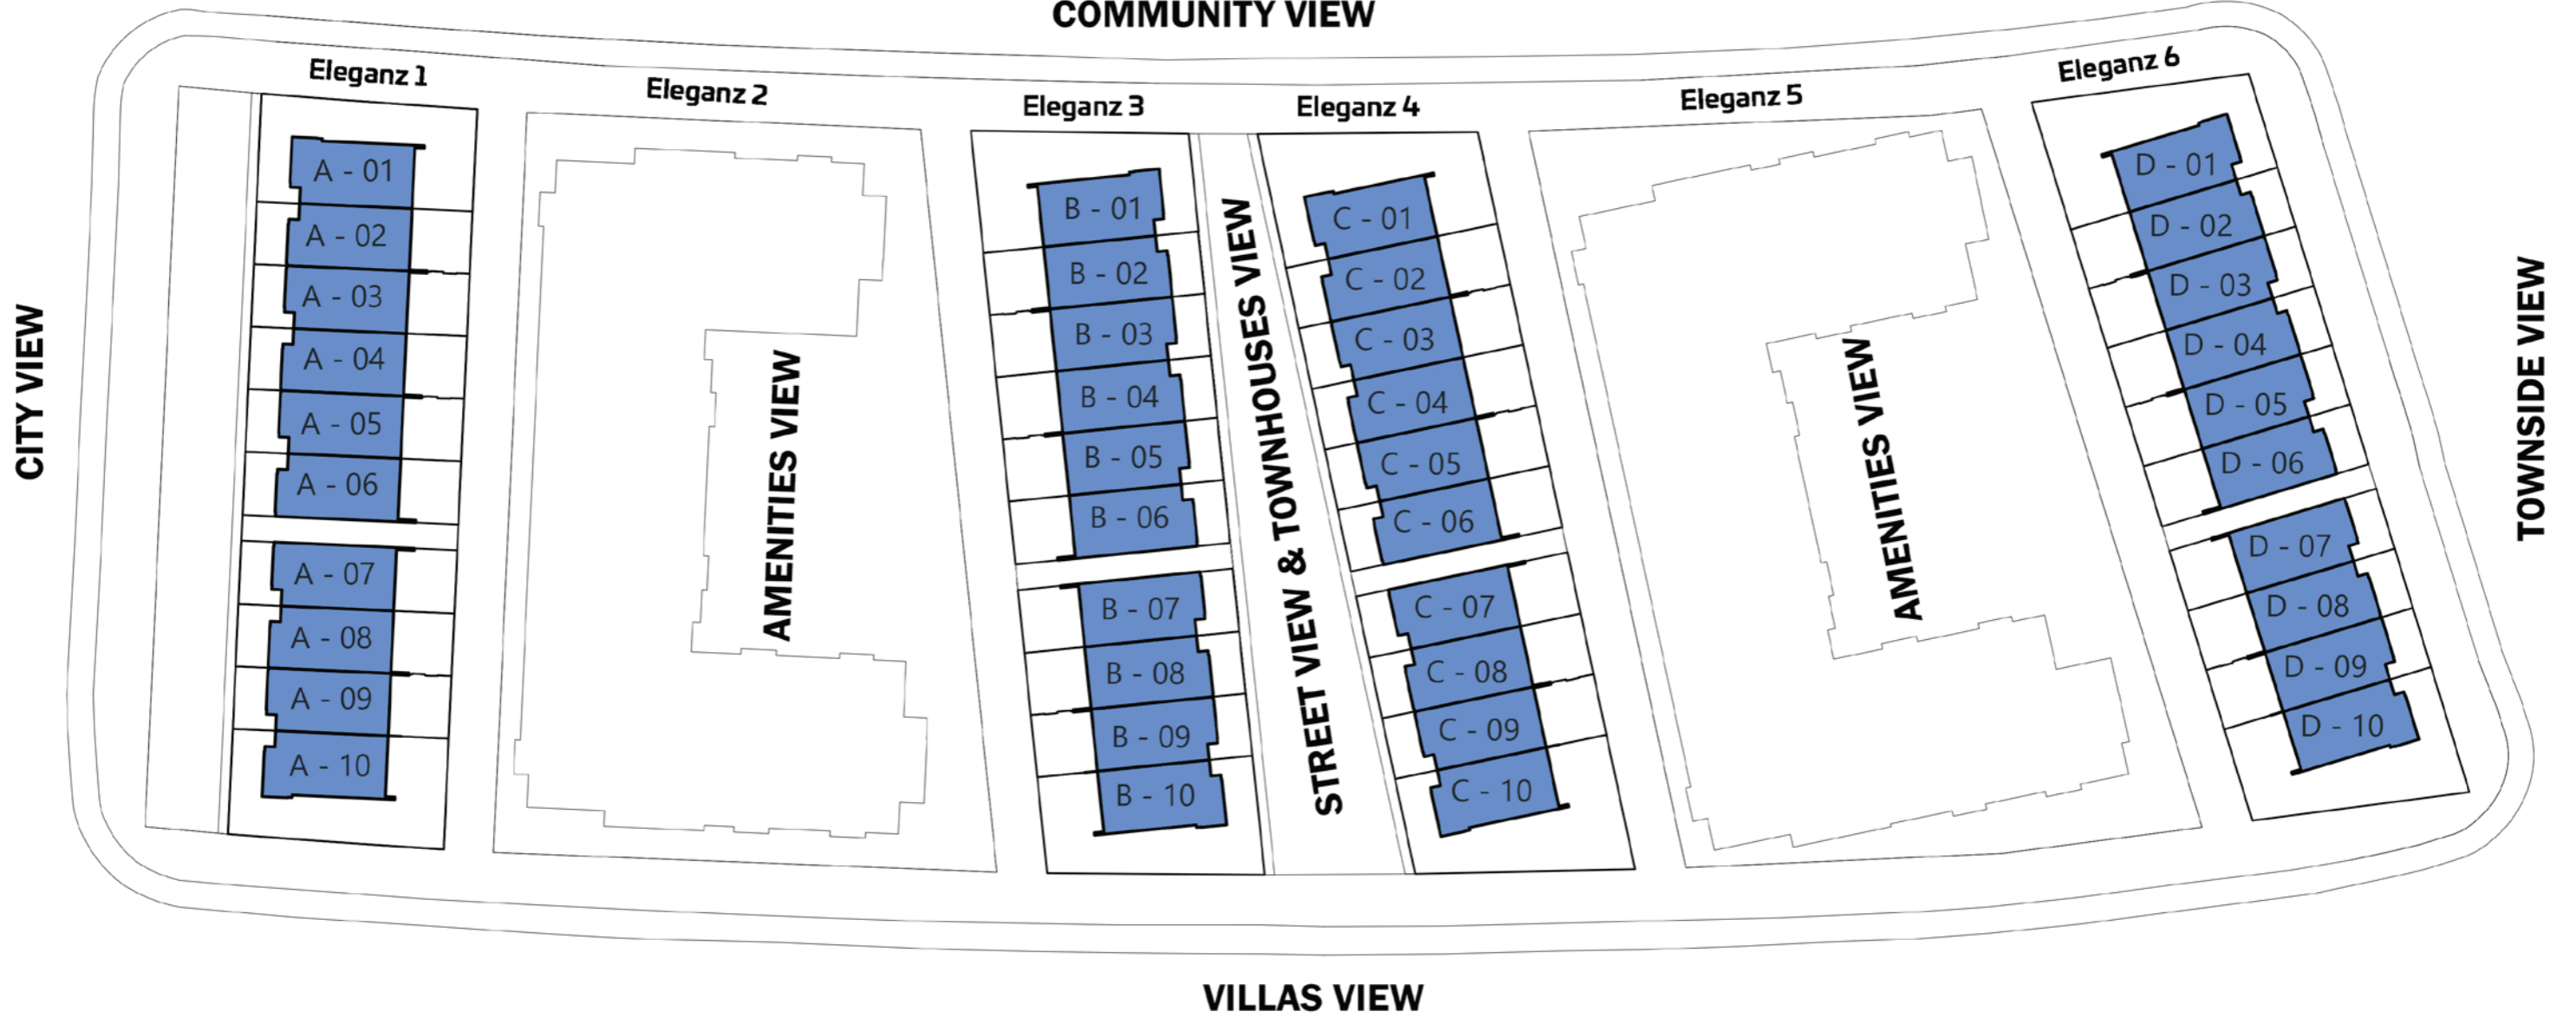 COMMUNITY VIEW
Eleganz 1
Eleganz 2
Eleganz 3
Eleganz 4
Eleganz 5
Eleganz 6
CITY VIEW
A - 01
A - 02
A - 03
A - 04
A - 05
A - 06
A - 07
A - 08
A - 09
A - 10
AMENITIES VIEW
B - 01
B - 02
B - 03
B - 04
B - 05
B - 06
B - 07
B - 08
B - 09
B - 10
STREET VIEW & TOWNHOUSES VIEW
C - 01
C - 02
C - 03
C - 04
C - 05
C - 06
C - 07
C - 08
C - 09
C - 10
AMENITIES VIEW
D - 01
D - 02
D - 03
D - 04
D - 05
D - 06
D - 07
D - 08
D - 09
D - 10
TOWNSIDE VIEW
VILLAS VIEW